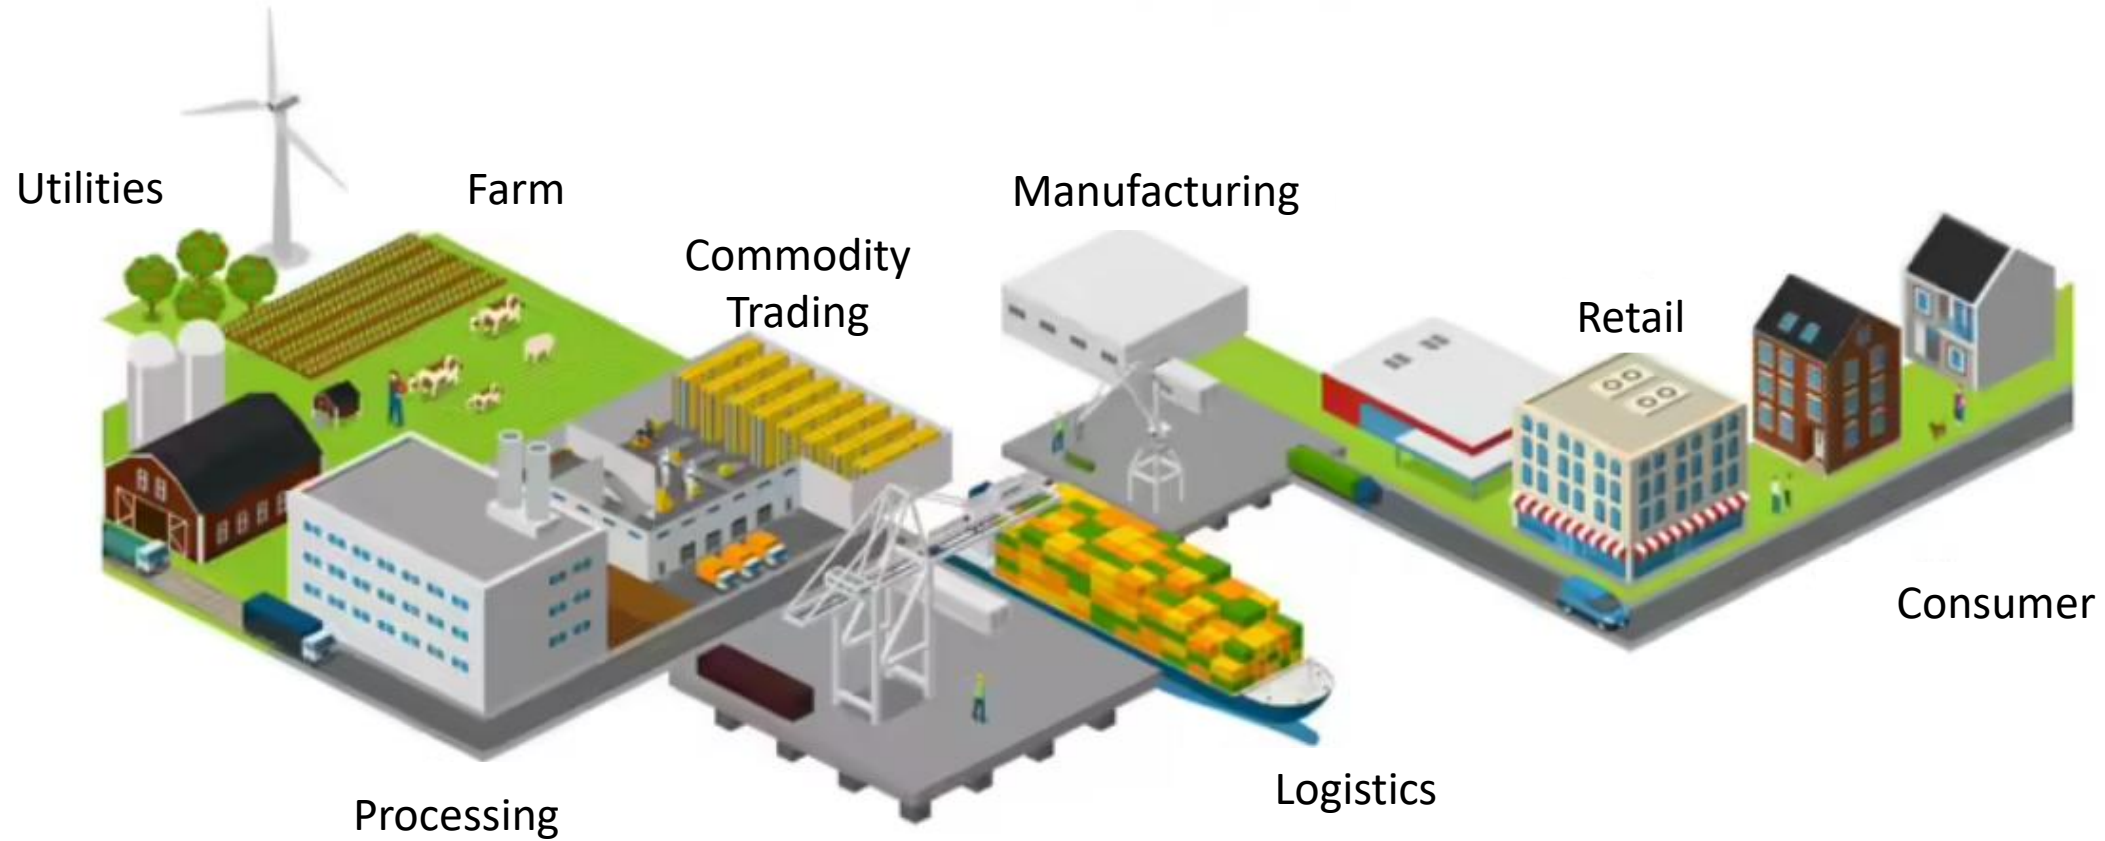 Utilities
Farm
Manufacturing
Commodity
Trading
Retail
Consumer
Logistics
Processing